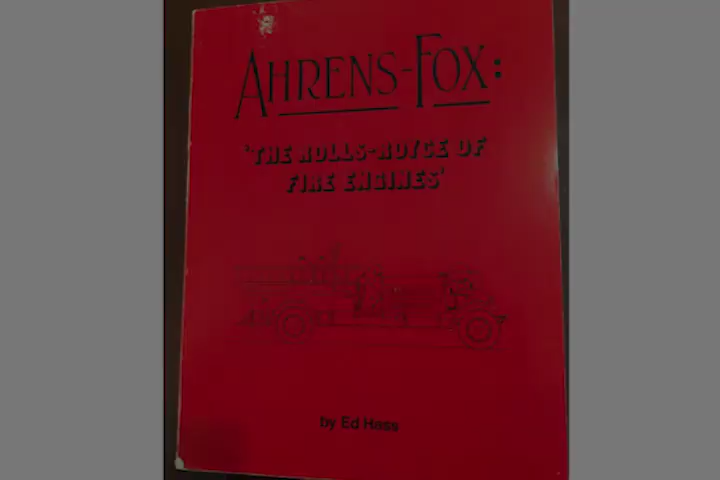 AHRENS-FOX:
'THE ROLLS-ROYCE OF
FIRE ENGINES'
by Ed Hass